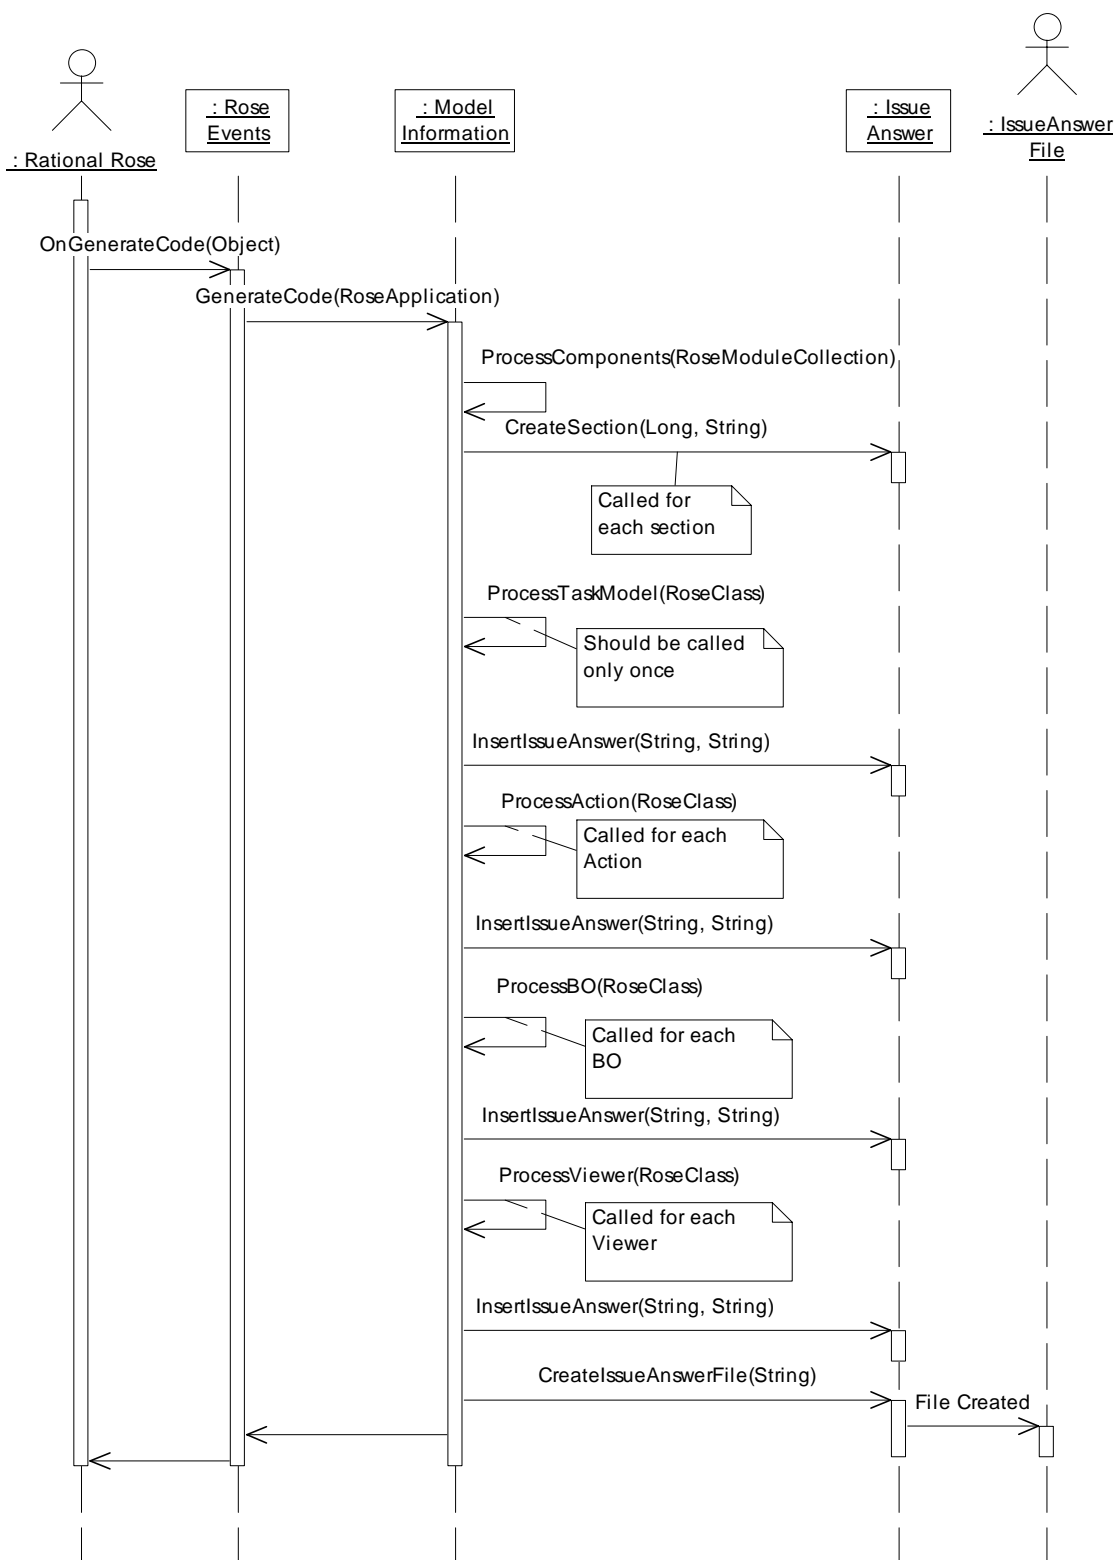 : Rational Rose
: Rose
Events
: Model
Information
: Issue
Answer
: IssueAnswer
File
OnGenerateCode(Object)
GenerateCode(RoseApplication)
ProcessComponents(RoseModuleCollection)
CreateSection(Long, String)
Called for
each section
ProcessTaskModel(RoseClass)
Should be called
only once
InsertIssueAnswer(String, String)
ProcessAction(RoseClass)
Called for each
Action
InsertIssueAnswer(String, String)
ProcessBO(RoseClass)
Called for each
BO
InsertIssueAnswer(String, String)
ProcessViewer(RoseClass)
Called for each
Viewer
InsertIssueAnswer(String, String)
CreateIssueAnswerFile(String)
File Created